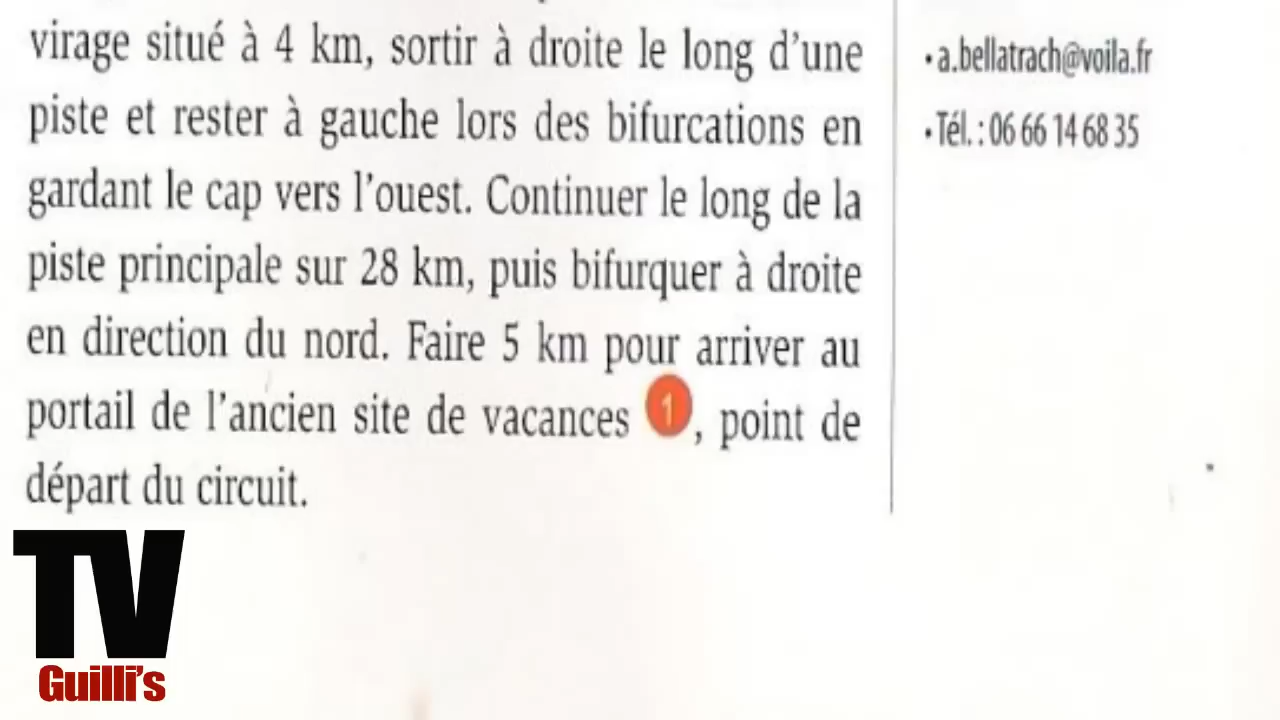 virage situé à 4 km, sortir à droite le long d'une
piste et rester à gauche lors des bifurcations en
gardant le cap vers l'ouest. Continuer le long de la
piste principale sur 28 km, puis bifurquer à droite
en direction du nord. Faire 5 km pour arriver au
portail de l'ancien site de vacances 1, point de
départ du circuit.
• a.bellatrach@voila.fr
• Tél. : 06 66 14 68 35
TV
Guilli's